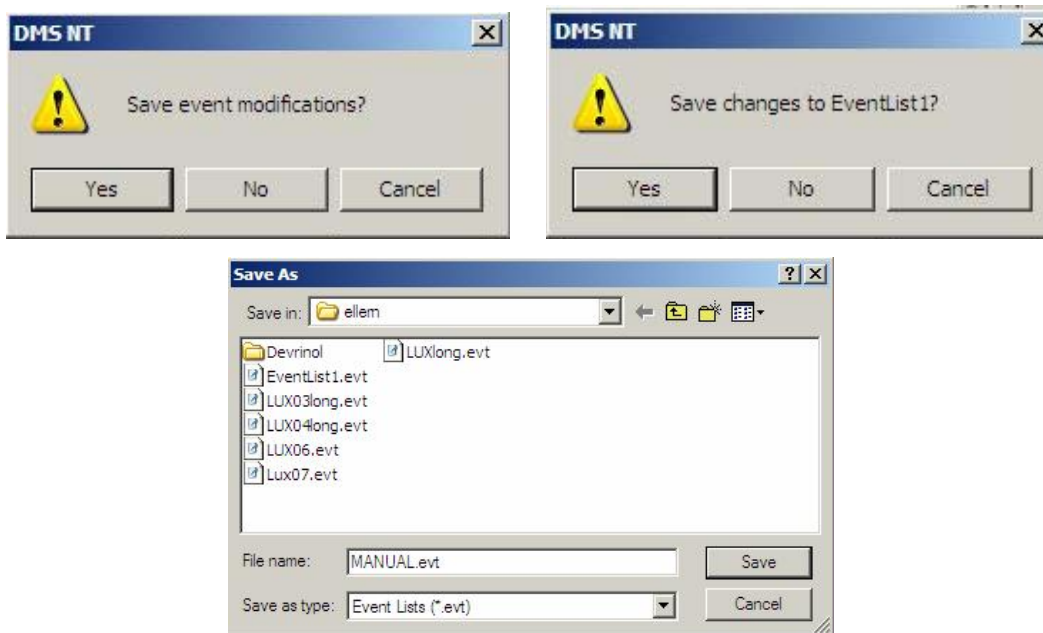 DMS NT
Save event modifications?
Yes No Cancel
DMS NT
Save changes to EventList1?
Yes No Cancel
Save As
Save in: ellem
Devrinol LUXlong.evt
EventList1.evt
LUX03long.evt
LUX04long.evt
LUX06.evt
Lux07.evt
File name: MANUAL.evt Save
Save as type: Event Lists (*.evt) Cancel